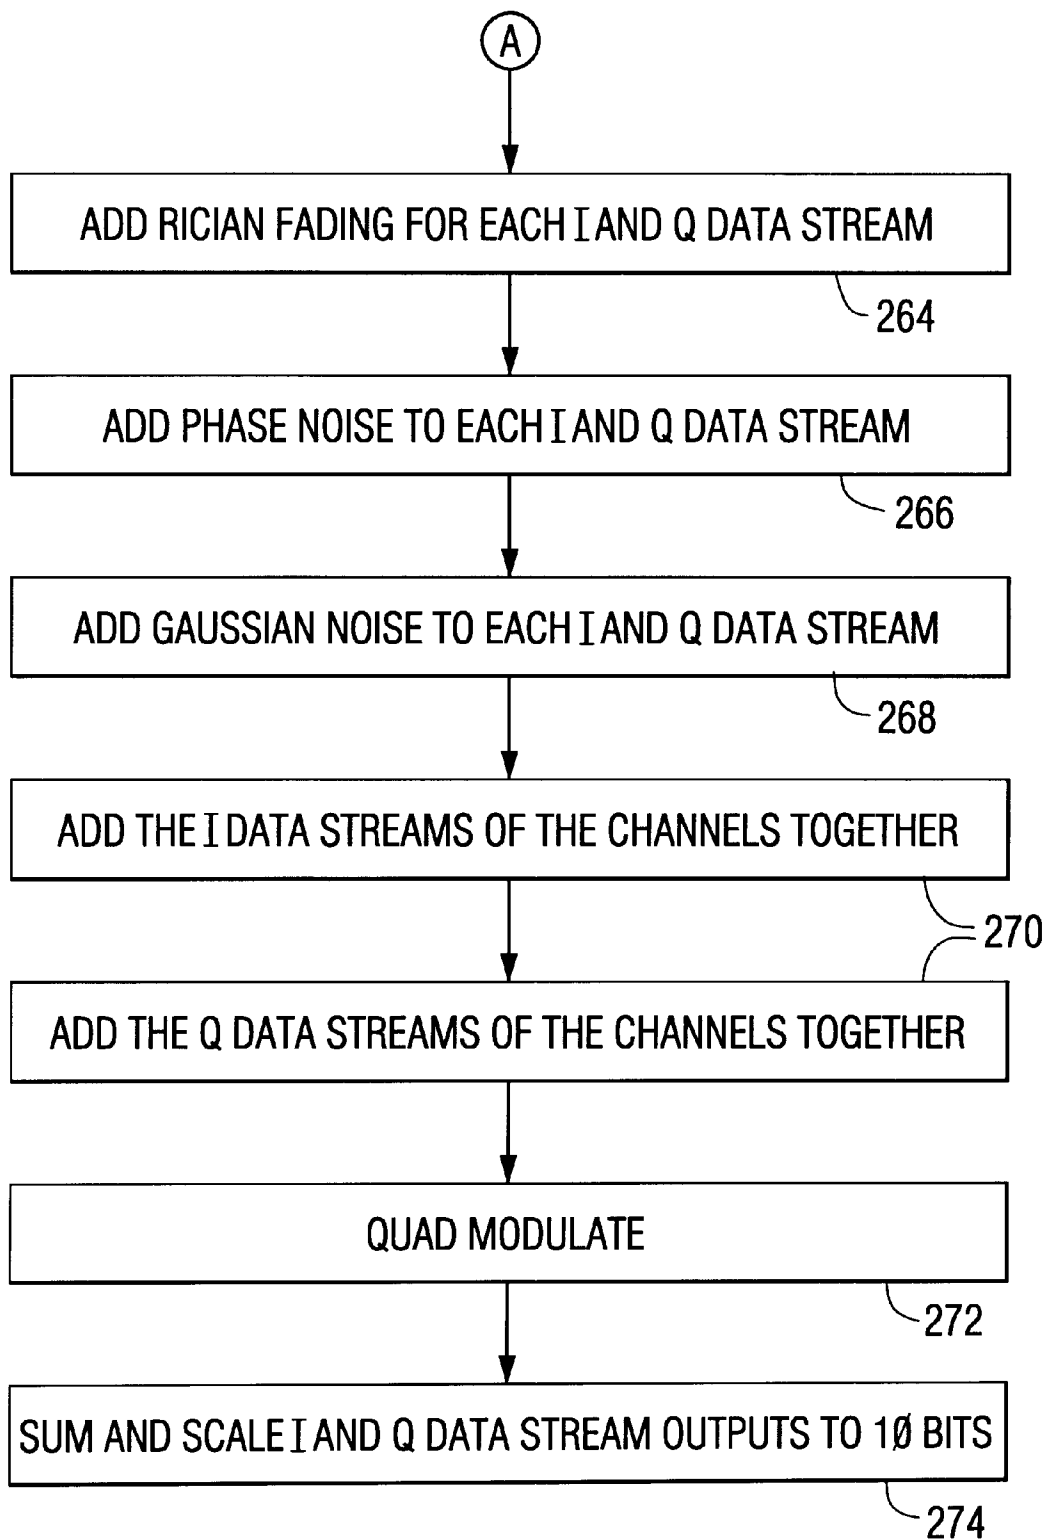 A
ADD RICIAN FADING FOR EACH I AND Q DATA STREAM
264
ADD PHASE NOISE TO EACH I AND Q DATA STREAM
266
ADD GAUSSIAN NOISE TO EACH I AND Q DATA STREAM
268
ADD THE I DATA STREAMS OF THE CHANNELS TOGETHER
270
ADD THE Q DATA STREAMS OF THE CHANNELS TOGETHER
QUAD MODULATE
272
SUM AND SCALE I AND Q DATA STREAM OUTPUTS TO 1Ø BITS
274